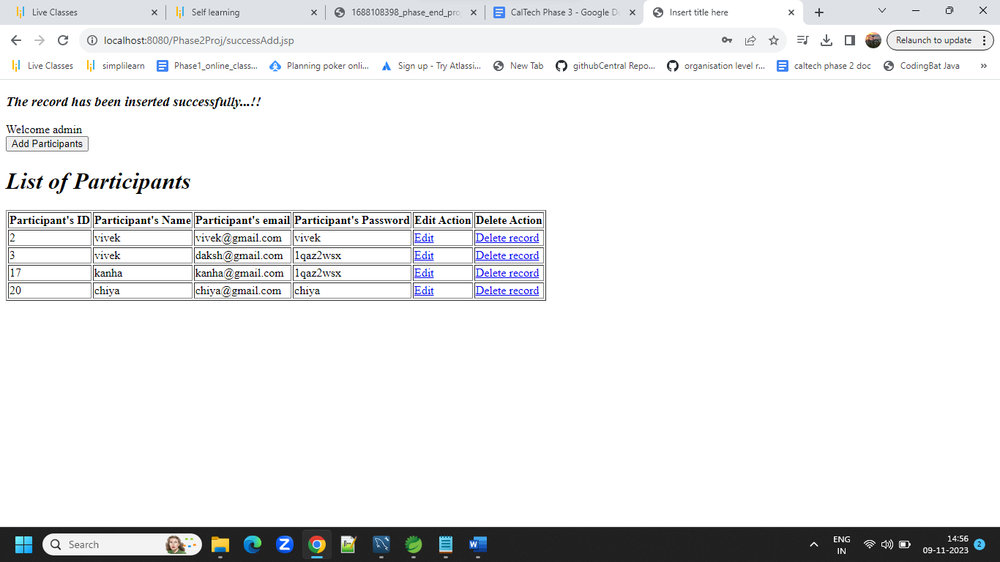 Live Classes Self learning 1688108398_phase_end_pro CalTech Phase 3 - Google Do Insert title here
localhost:8080/Phase2Proj/successAdd.jsp Relaunch to update
Live Classes simplilearn Phase1_online_class... Planning poker onli... Sign up - Try Atlassi... New Tab githubCentral Repo... organisation level r... caltech phase 2 doc CodingBat Java »
The record has been inserted successfully...!!
Welcome admin
Add Participants
List of Participants
Participant's ID Participant's Name Participant's email Participant's Password Edit Action Delete Action
2 vivek vivek@gmail.com vivek Edit Delete record
3 vivek daksh@gmail.com 1qaz2wsx Edit Delete record
17 kanha kanha@gmail.com 1qaz2wsx Edit Delete record
20 chiya chiya@gmail.com chiya Edit Delete record
Search
ENG
IN
14:56
09-11-2023
2